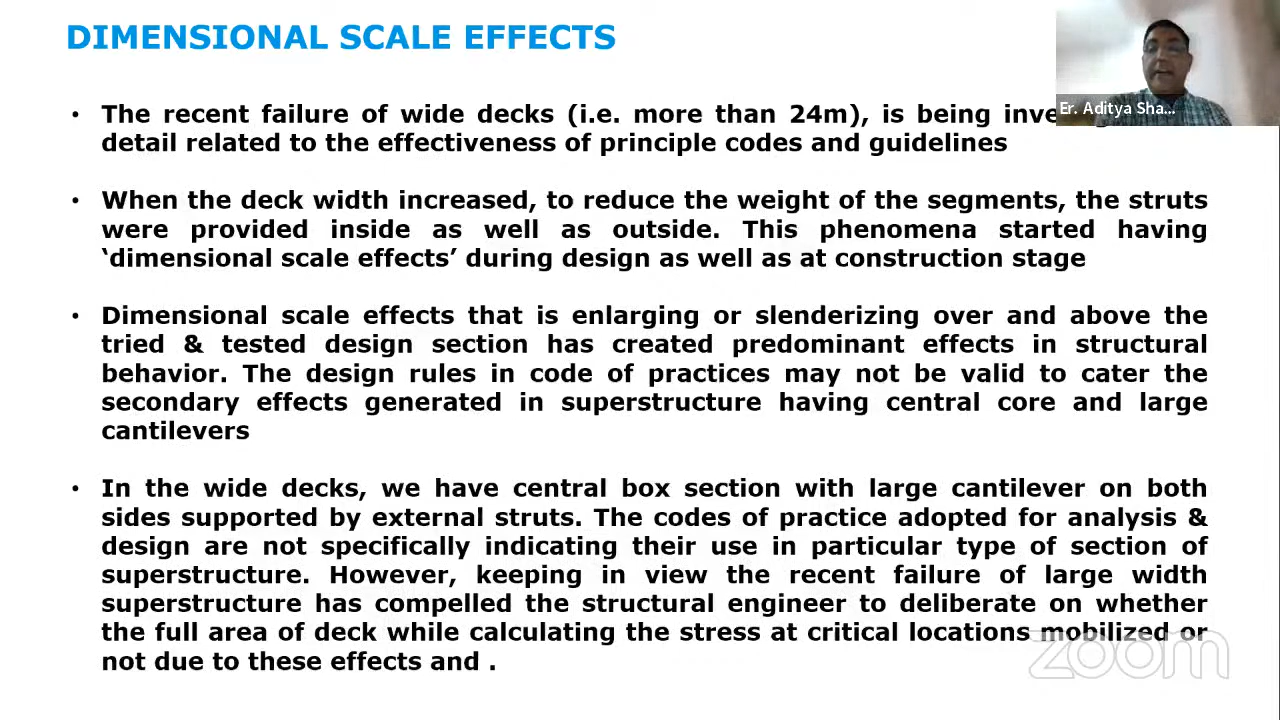 DIMENSIONAL SCALE EFFECTS
Er. Aditya Sha...
• The recent failure of wide decks (i.e. more than 24m), is being
detail related to the effectiveness of principle codes and guidelines
• When the deck width increased, to reduce the weight of the segments, the struts
were provided inside as well as outside. This phenomena started having
‘dimensional scale effects’ during design as well as at construction stage
• Dimensional scale effects that is enlarging or slenderizing over and above the
tried & tested design section has created predominant effects in structural
behavior. The design rules in code of practices may not be valid to cater the
secondary effects generated in superstructure having central core and large
cantilevers
• In the wide decks, we have central box section with large cantilever on both
sides supported by external struts. The codes of practice adopted for analysis &
design are not specifically indicating their use in particular type of section of
superstructure. However, keeping in view the recent failure of large width
superstructure has compelled the structural engineer to deliberate on whether
the full area of deck while calculating the stress at critical locations mobilized or
not due to these effects and .
zoom